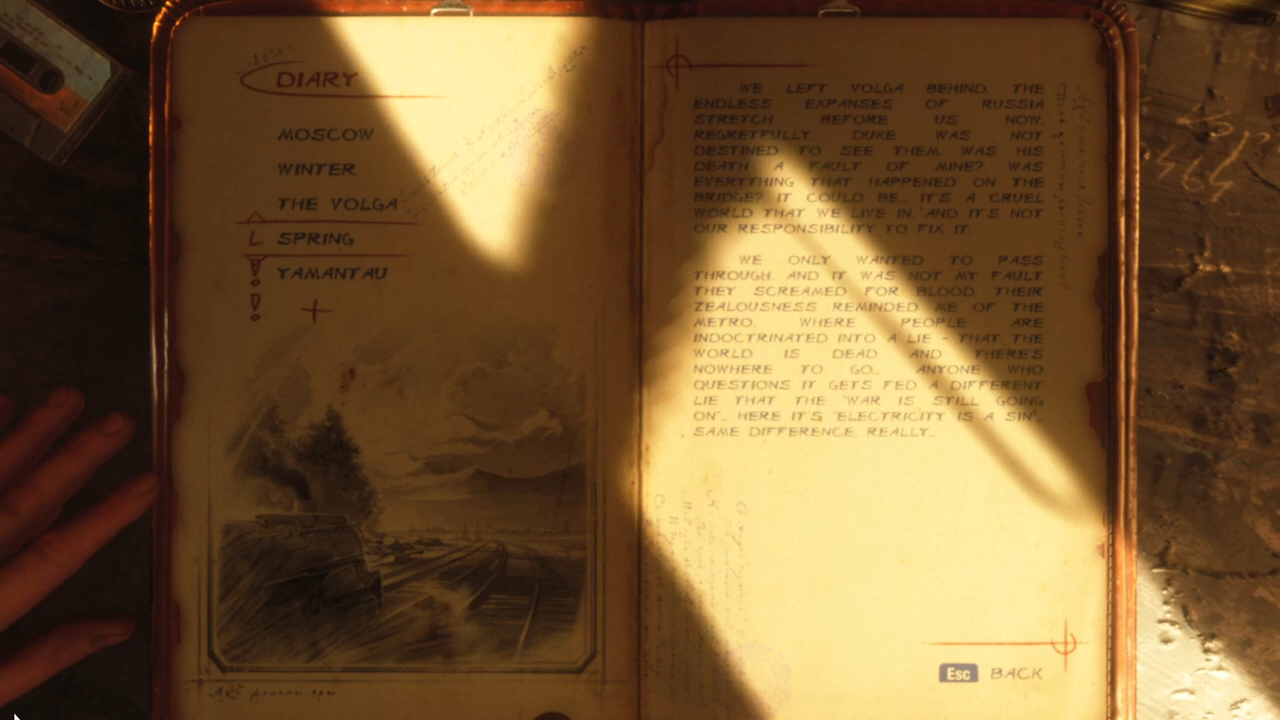 DIARY
MOSCOW
WINTER
THE VOLGA
SPRING
YAMANTAU
WE LEFT VOLGA BEHIND. THE
ENDLESS EXPANSES OF RUSSIA
STRETCH BEFORE US NOW.
REGRETFULLY DUKE WAS NOT
DESTINED TO SEE THEM. WAS HIS
DEATH A FAULT OF MINE? WAS
EVERYTHING THAT HAPPENED ON THE
BRIDGE? IT COULD BE... IT'S A CRUEL
WORLD THAT WE LIVE IN. AND IT'S NOT
OUR RESPONSIBILITY TO FIX IT.
WE ONLY WANTED TO PASS
THROUGH. AND IT WAS NOT MY FAULT
THEY SCREAMED FOR BLOOD. THEIR
ZEALOUSNESS REMINDED ME OF THE
METRO. WHERE PEOPLE ARE
INDOCTRINATED INTO A LIE - THAT THE
WORLD IS DEAD AND THERE'S
NOWHERE TO GO... ANYONE WHO
QUESTIONS IT GETS FED A DIFFERENT
LIE THAT THE "WAR IS STILL GOING
ON"... HERE IT'S "ELECTRICITY IS A SIN"...
SAME DIFFERENCE, REALLY...
Esc BACK